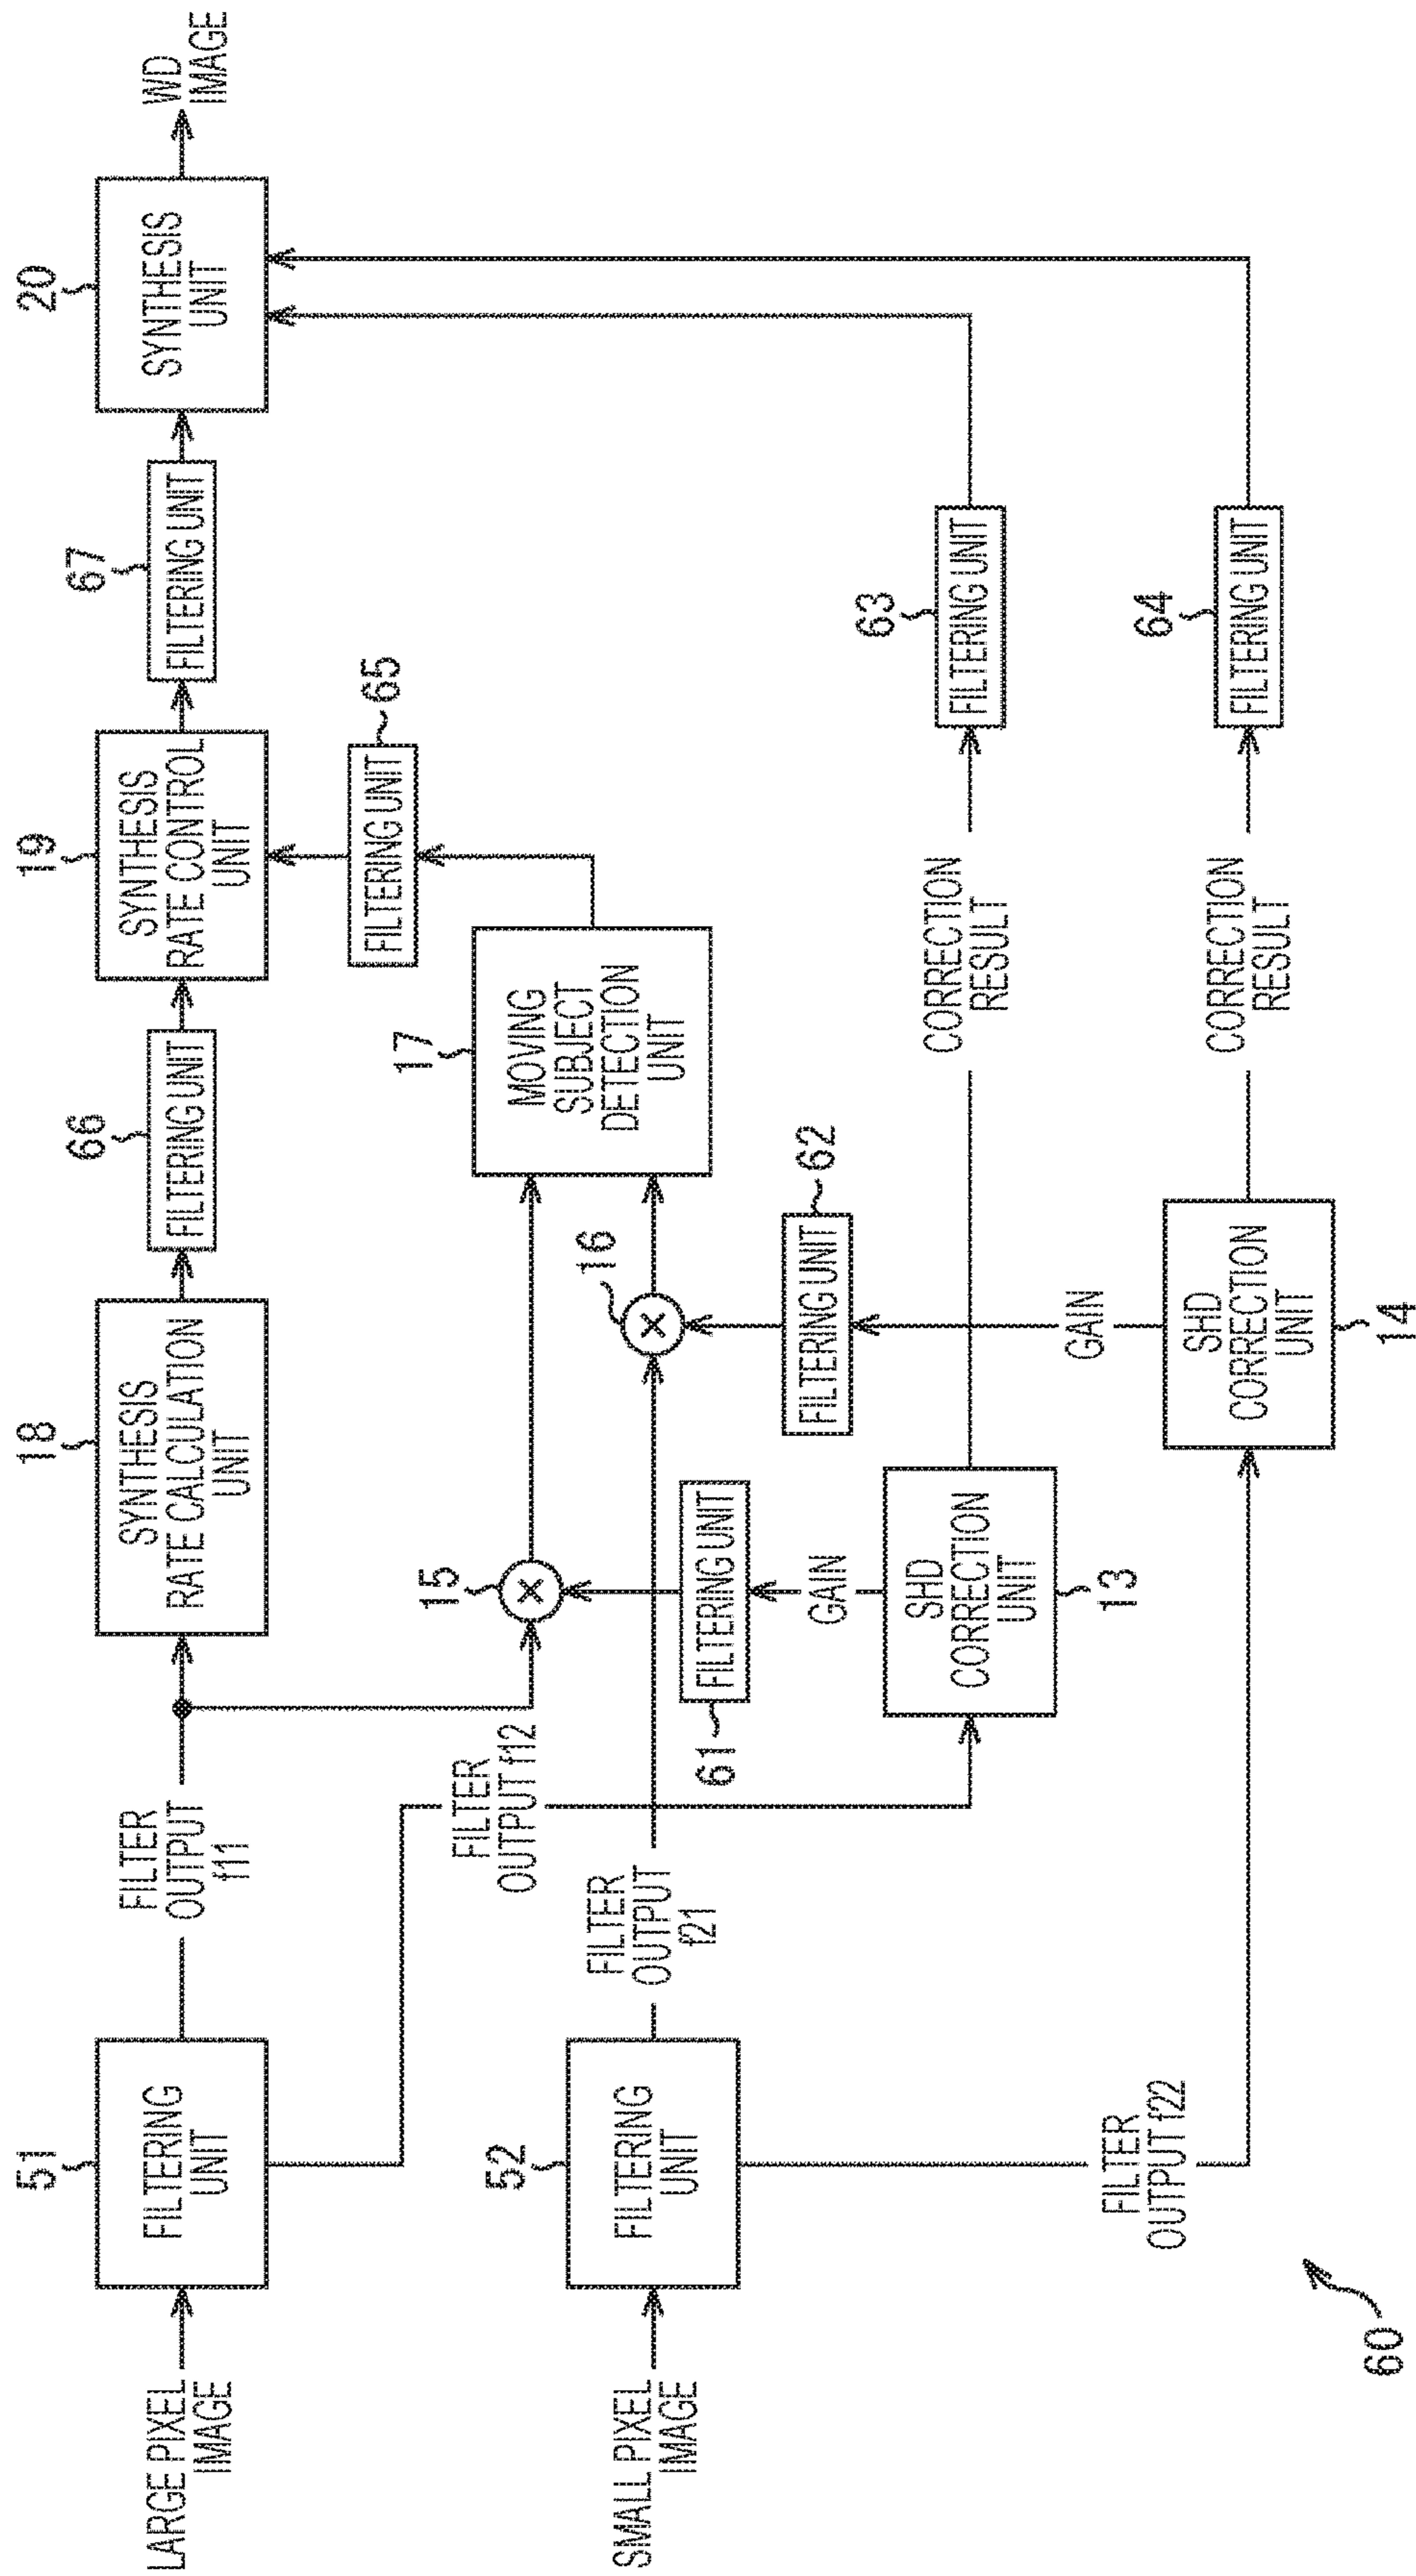 LARGE PIXEL
IMAGE
51
FILTERING
UNIT
FILTER
OUTPUT
f11
18
SYNTHESIS
RATE CALCULATION
UNIT
66
FILTERING UNIT
19
SYNTHESIS
RATE CONTROL
UNIT
67
FILTERING UNIT
20
SYNTHESIS
UNIT
WD
IMAGE
FILTER
OUTPUT f12
15
×
17
MOVING
SUBJECT
DETECTION
UNIT
FILTERING UNIT
65
SMALL PIXEL
IMAGE
52
FILTERING
UNIT
FILTER
OUTPUT
f21
16
×
61
FILTERING UNIT
FILTERING UNIT
62
GAIN
SHD
CORRECTION
UNIT
13
CORRECTION
RESULT
63
FILTERING UNIT
FILTER
OUTPUT f22
GAIN
SHD
CORRECTION
UNIT
14
CORRECTION
RESULT
64
FILTERING UNIT
60